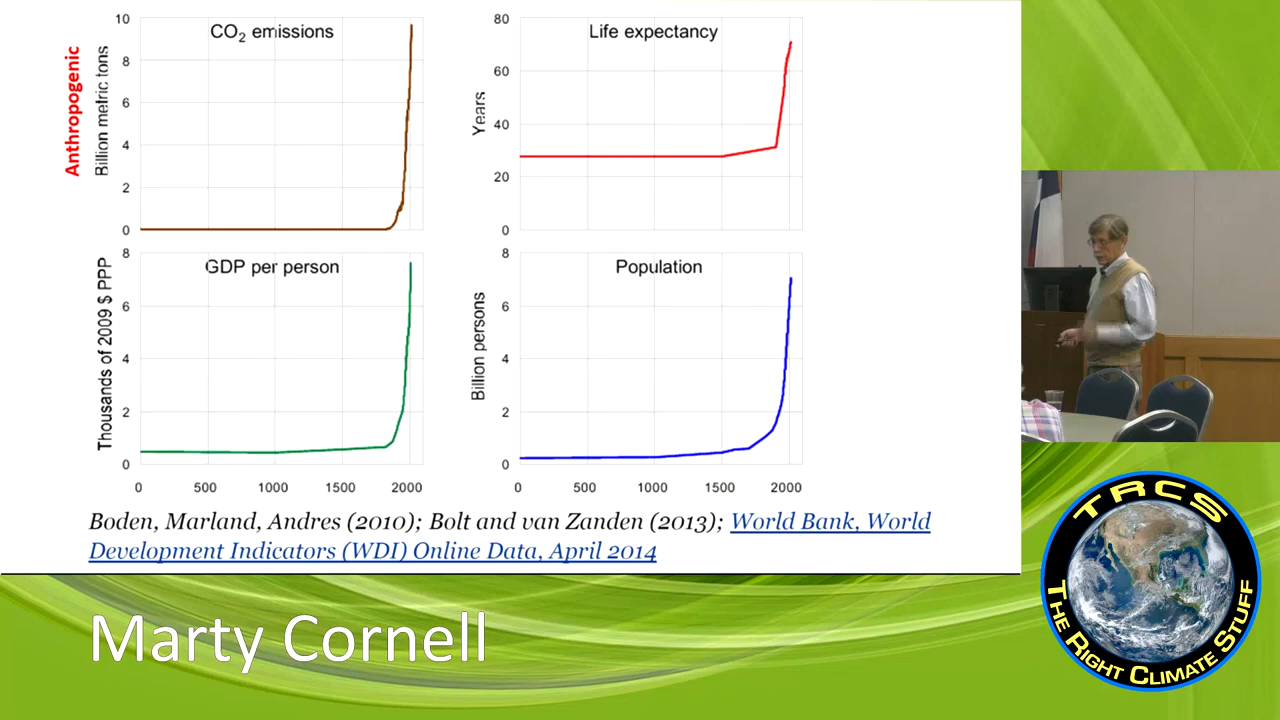 CO2 emissions
Anthropogenic
Billion metric tons
10
8
6
4
2
0
Life expectancy
Years
80
60
40
20
0
GDP per person
Thousands of 2009 $ PPP
8
6
4
2
0
0 500 1000 1500 2000
Population
Billion persons
8
6
4
2
0
0 500 1000 1500 2000
Boden, Marland, Andres (2010); Bolt and van Zanden (2013); World Bank, World
Development Indicators (WDI) Online Data, April 2014
Marty Cornell
TRCS
THE RIGHT CLIMATE STUFF